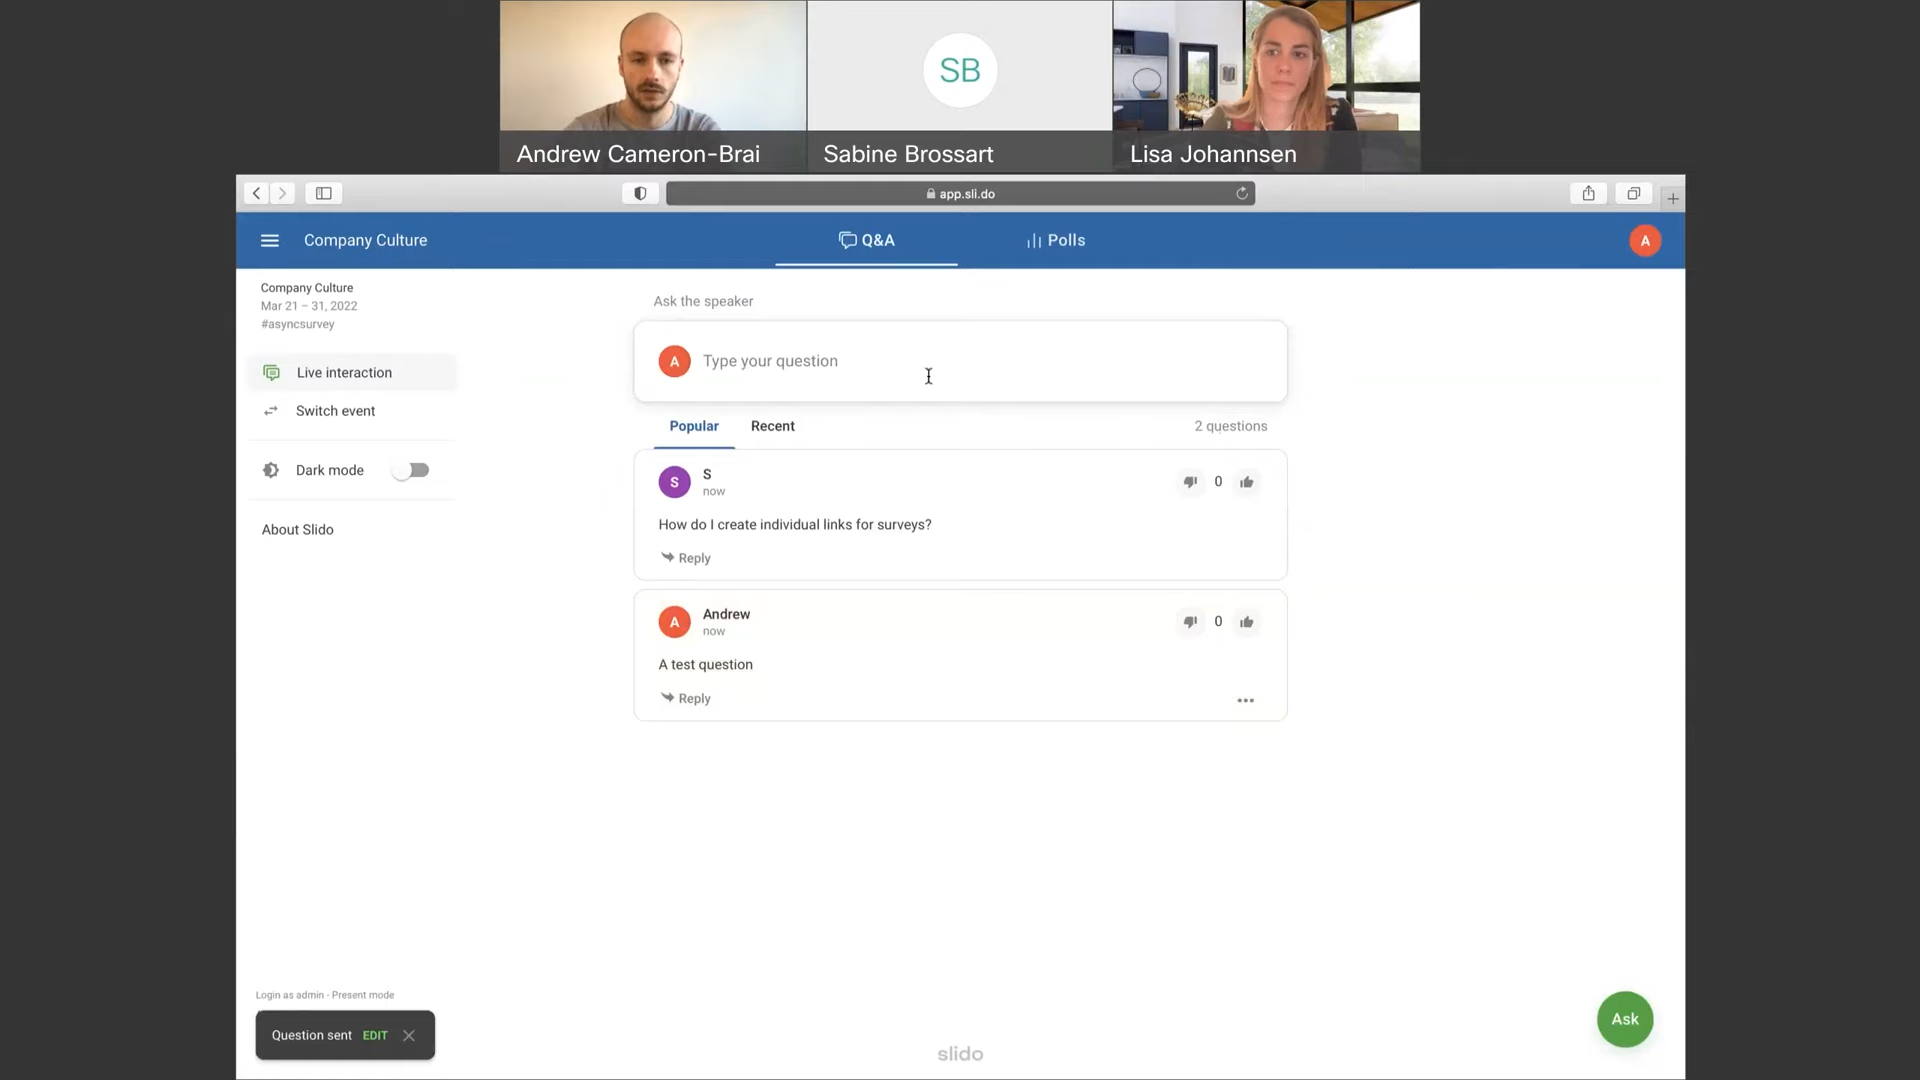 SB
Andrew Cameron-Brai
Sabine Brossart
Lisa Johannsen
app.sli.do
Company Culture
Q&A
Polls
A
Company Culture
Mar 21 – 31, 2022
#asyncsurvey
Live interaction
Switch event
Dark mode
About Slido
Ask the speaker
A
Type your question
Popular
Recent
2 questions
S
S
now
0
How do I create individual links for surveys?
Reply
A
Andrew
now
0
A test question
Reply
Login as admin - Present mode
Question sent EDIT
Ask
slido